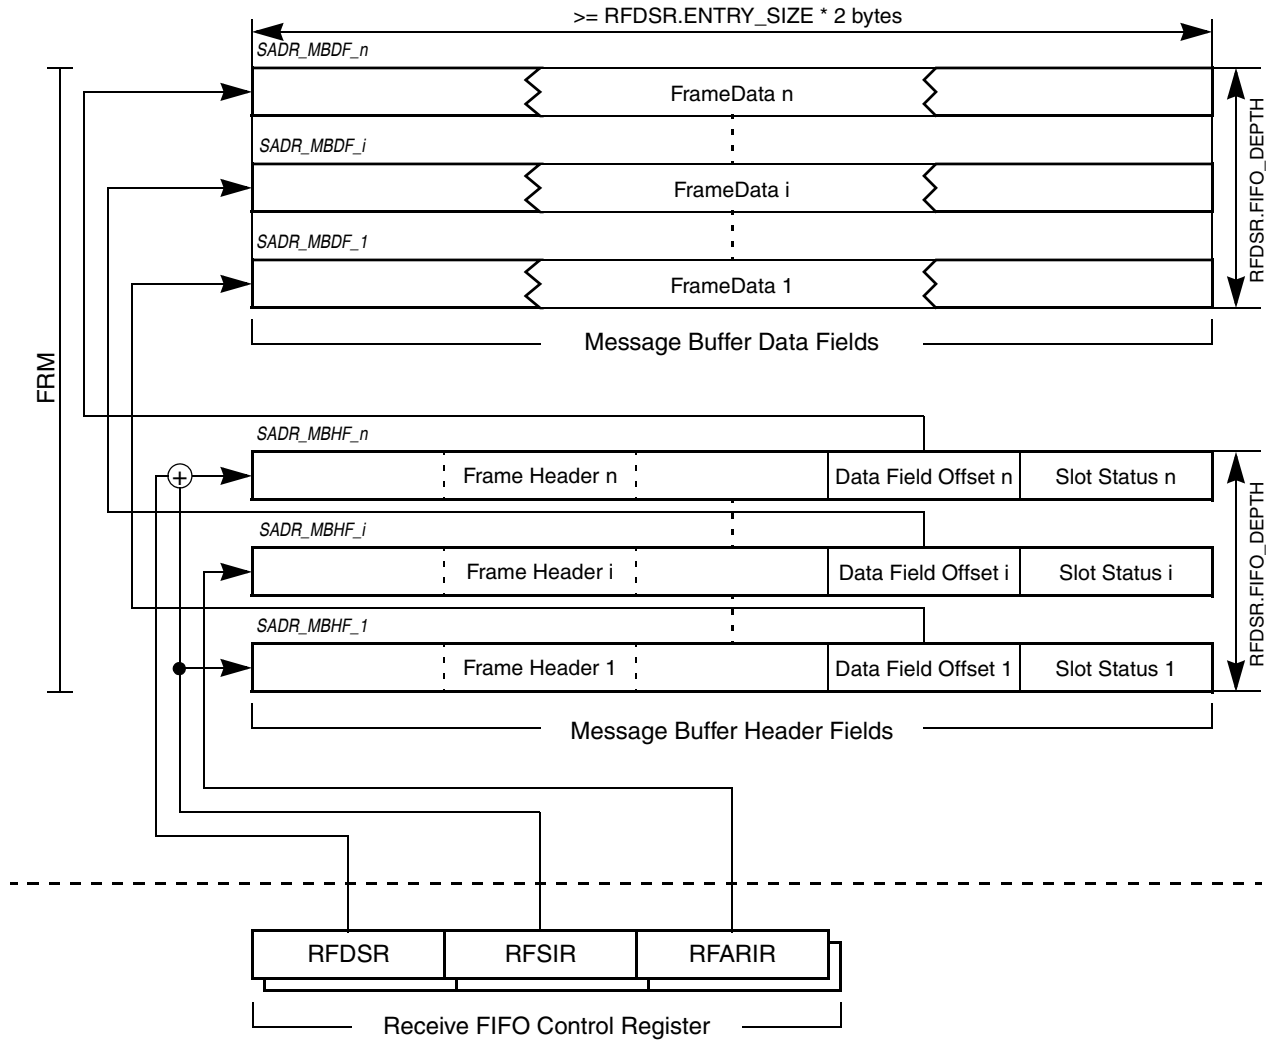 >= RFDSR.ENTRY_SIZE * 2 bytes
SADR_MBDF_n
FrameData n
SADR_MBDF_i
FrameData i
SADR_MBDF_1
FrameData 1
RFDSR.FIFO_DEPTH
Message Buffer Data Fields
FRM
SADR_MBHF_n
+
Frame Header n Data Field Offset n Slot Status n
SADR_MBHF_i
Frame Header i Data Field Offset i Slot Status i
SADR_MBHF_1
Frame Header 1 Data Field Offset 1 Slot Status 1
RFDSR.FIFO_DEPTH
Message Buffer Header Fields
RFDSR RFSIR RFARIR
Receive FIFO Control Register